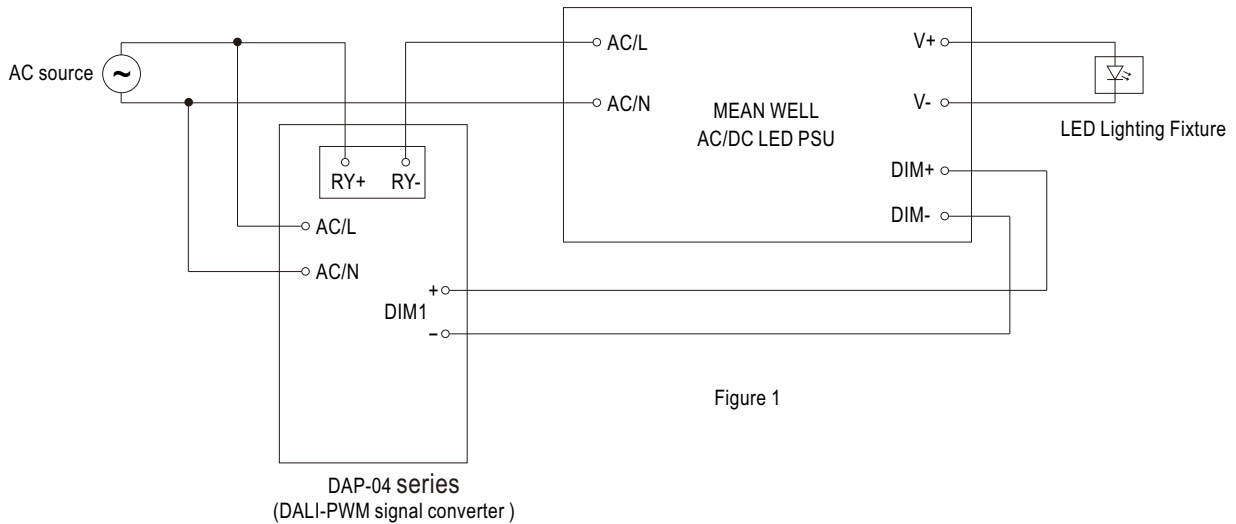 AC source
~
AC/L
AC/N
MEAN WELL
AC/DC LED PSU
V+
V-
DIM+
DIM-
LED Lighting Fixture
RY+ RY-
AC/L
AC/N
+
DIM1
−
Figure 1
DAP-04 series
(DALI-PWM signal converter )